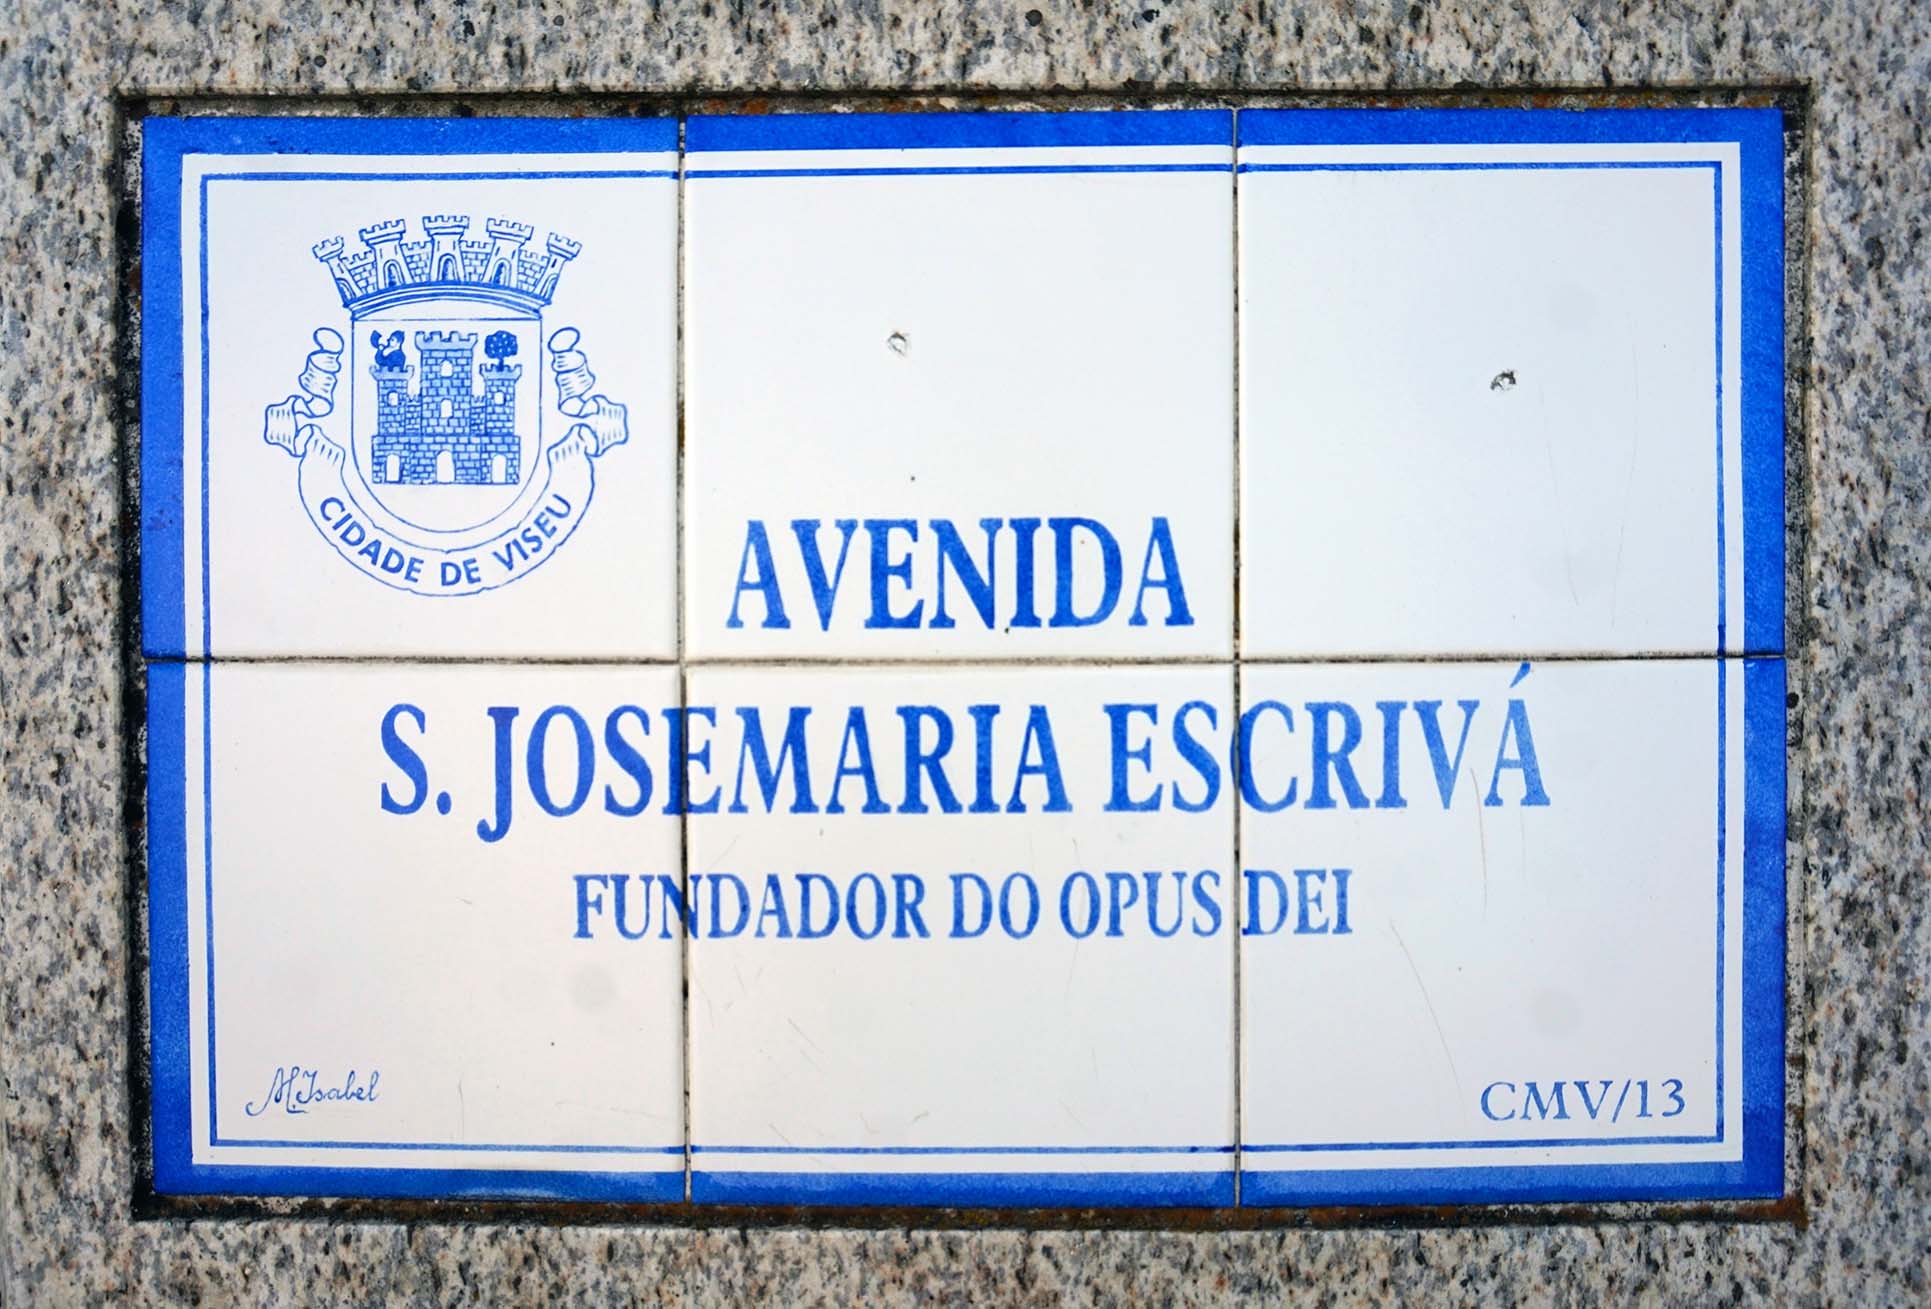 CIDADE DE VISEU
AVENIDA
S. JOSEMARIA ESCRIVÁ
FUNDADOR DO OPUS DEI
M. Isabel
CMV/13